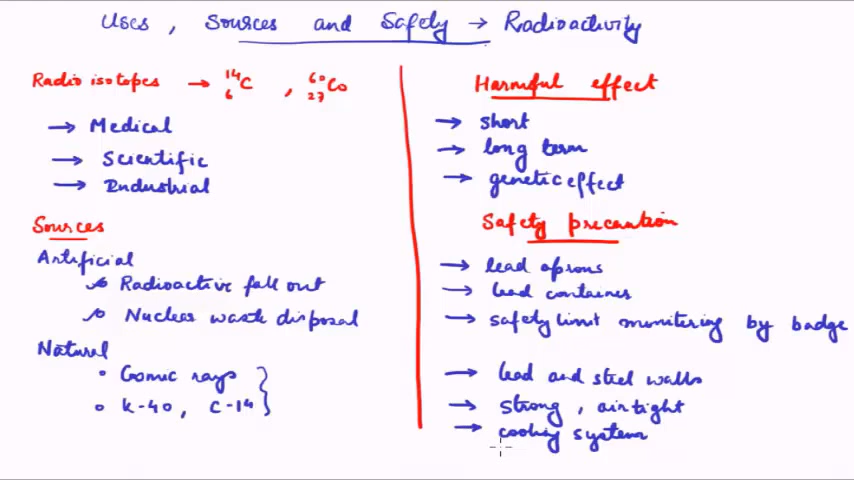 Uses, Sources and Safety → Radioactivity
Radio isotopes → ¹⁴₆C , ⁶⁰₂₇Co
→ Medical
→ Scientific
→ Industrial
Sources
Artificial
Radioactive fall out
Nuclear waste disposal
Natural
• Cosmic rays
• K-40, C-14
Harmful effect
→ short
→ long term
→ genetic effect
Safety precaution
→ lead aprons
→ lead container
→ safety limit monitoring by badge
→ lead and steel walls
→ strong, airtight
→ cooling system